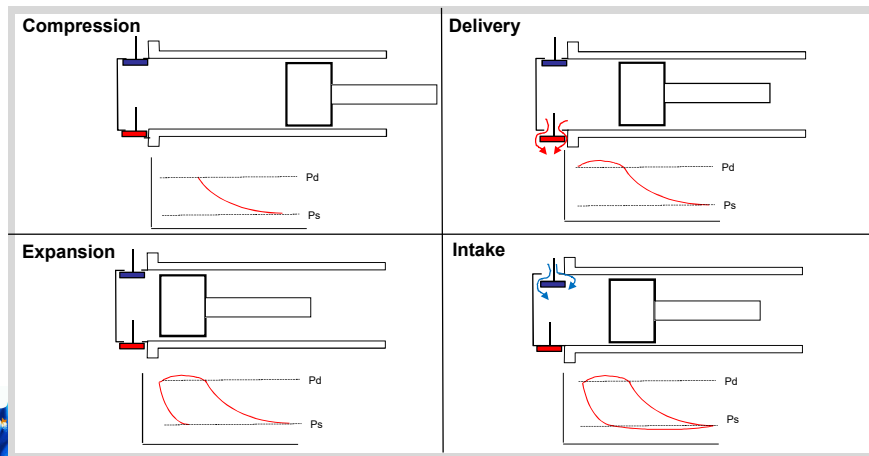 Compression
Pd
Ps
Delivery
Pd
Ps
Expansion
Pd
Ps
Intake
Pd
Ps